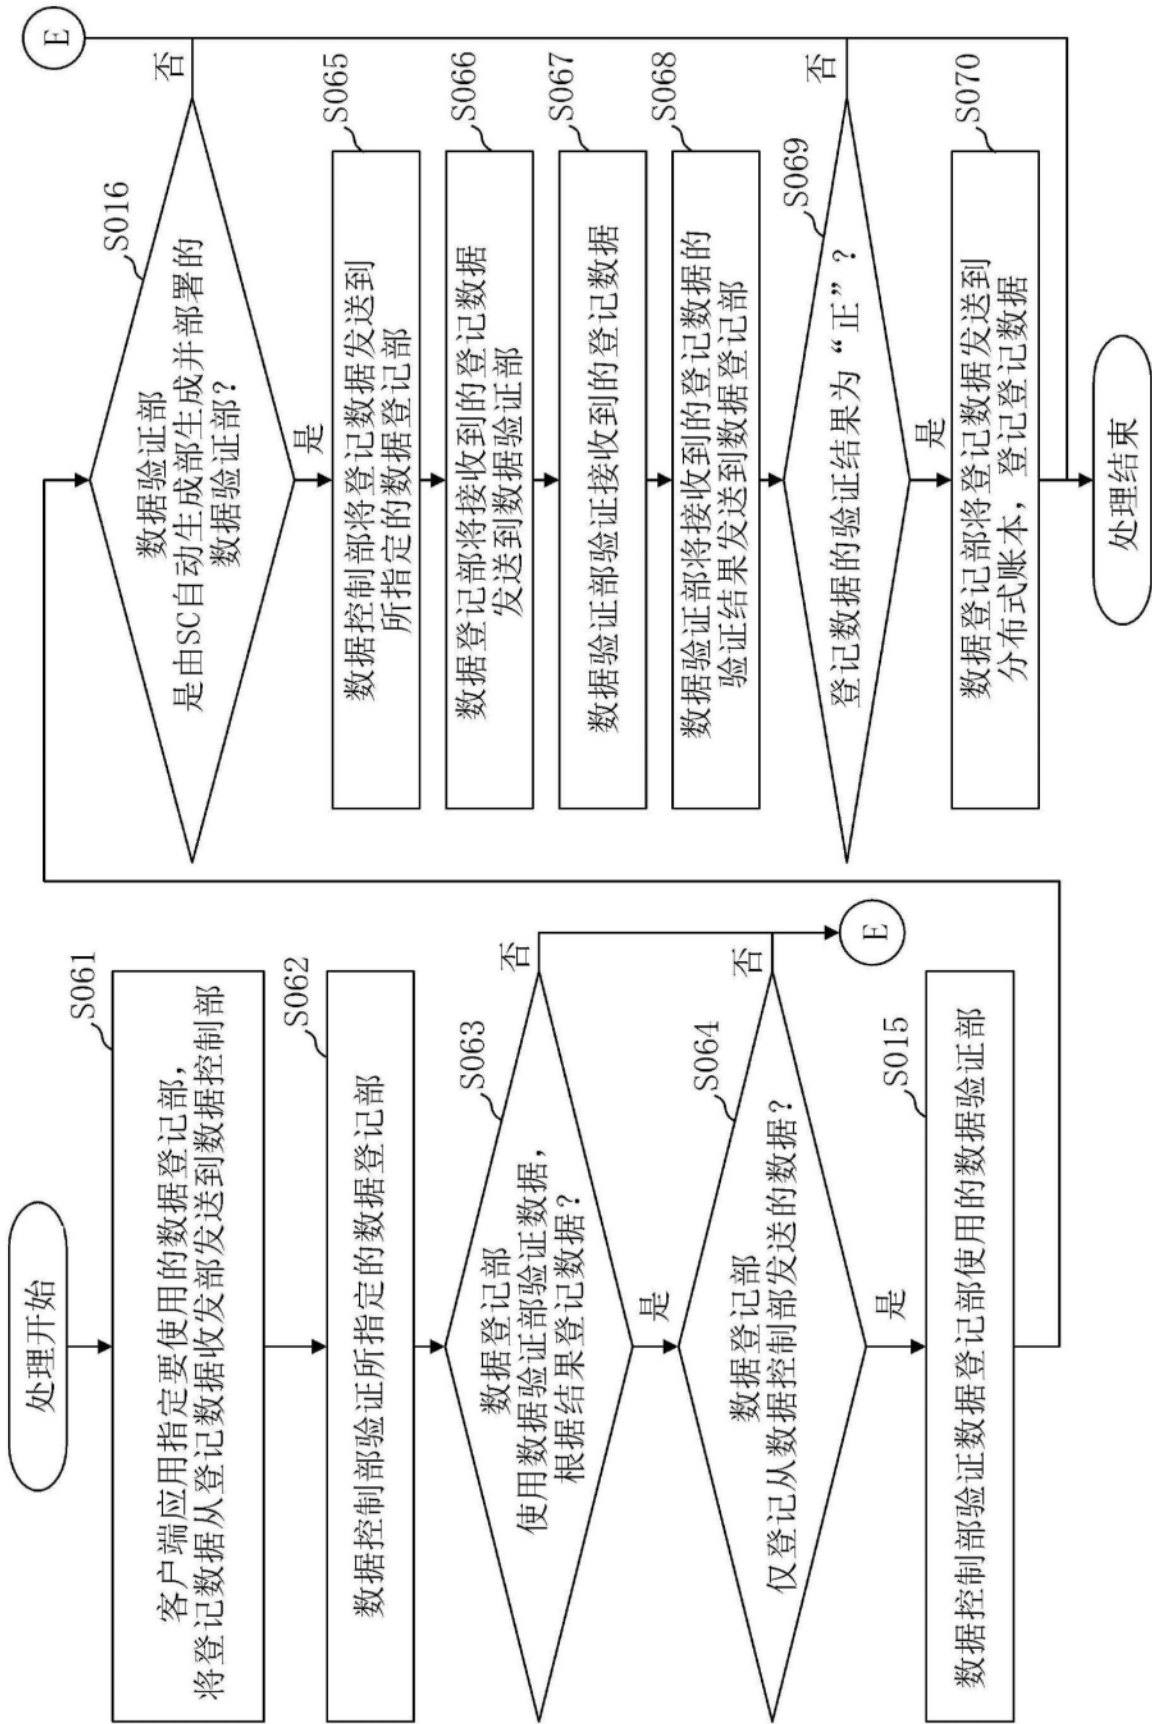 处理开始
S061
客户端应用指定要使用的数据登记部，
将登记数据从登记数据收发部发送到数据控制部
S062
数据控制部验证所指定的数据登记部
S063
数据登记部
使用数据验证部验证数据，
根据结果登记数据？
否
是
S064
数据登记部
仅登记从数据控制部发送的数据？
否
E
是
S015
数据控制部验证数据登记部使用的数据验证部
E
S016
数据验证部
是由SC自动生成部生成并部署的
数据验证部？
否
是
S065
数据控制部将登记数据发送到
所指定的数据登记部
S066
数据登记部将接收到的登记数据
发送到数据验证部
S067
数据验证部验证接收到的登记数据
S068
数据验证部将接收到的登记数据的
验证结果发送到数据登记部
S069
登记数据的验证结果为“正”？
否
是
S070
数据登记部将登记数据发送到
分布式账本，登记登记数据
处理结束